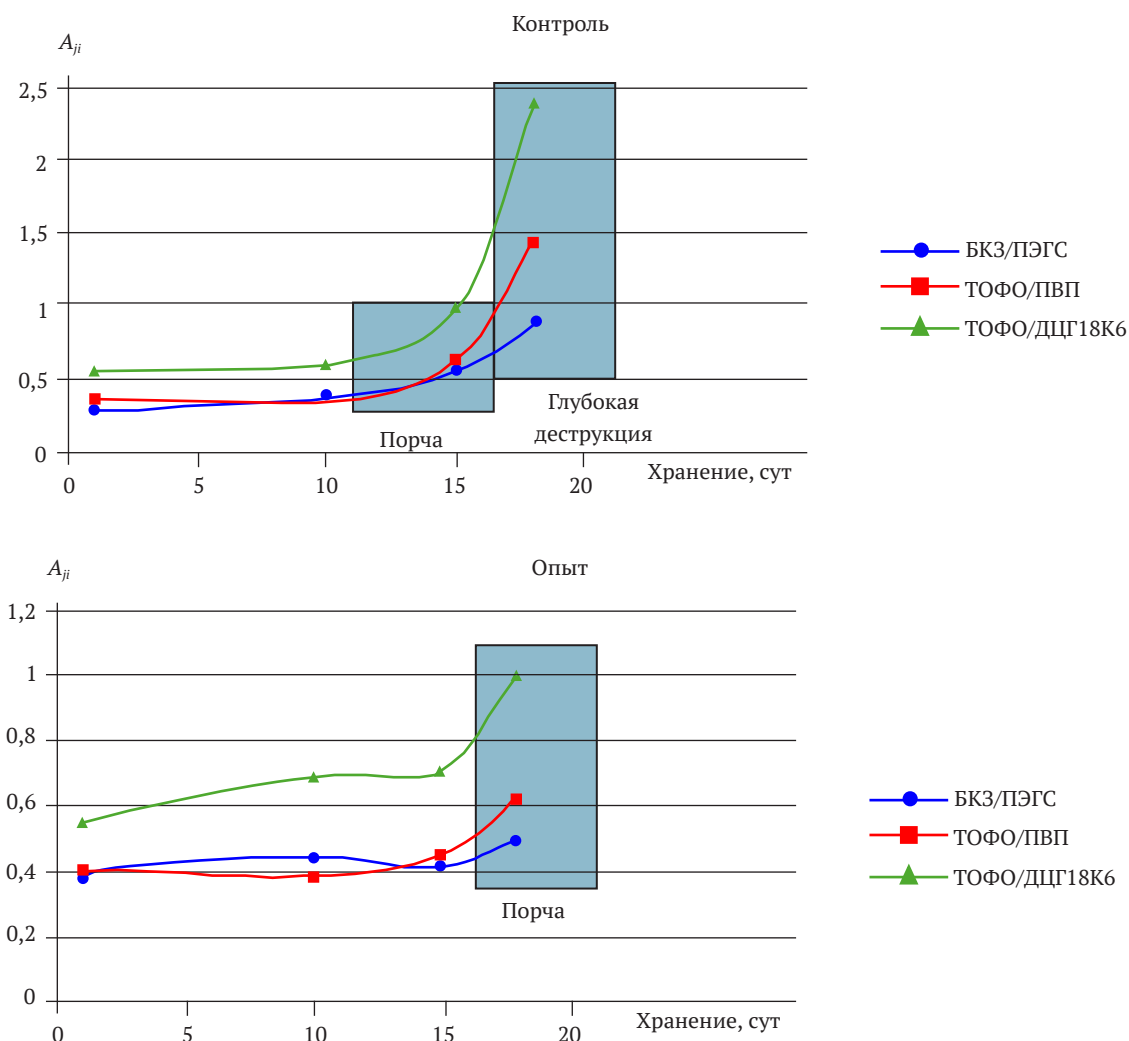 Контроль
A_ji
2,5
2
1,5
1
0,5
0
0 5 10 15 20
Хранение, сут
Порча
Глубокая
деструкция
БКЗ/ПЭГС
ТОФО/ПВП
ТОФО/ДЦГ18К6
Опыт
A_ji
1,2
1
0,8
0,6
0,4
0,2
0
0 5 10 15 20
Хранение, сут
Порча
БКЗ/ПЭГС
ТОФО/ПВП
ТОФО/ДЦГ18К6